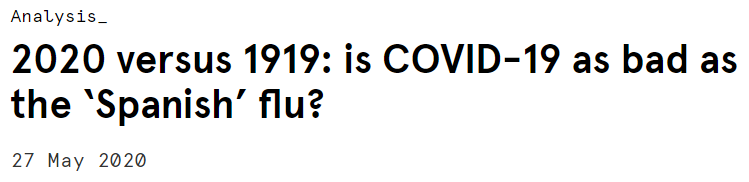 Analysis_
2020 versus 1919: is COVID-19 as bad as
the ‘Spanish’ flu?
27 May 2020